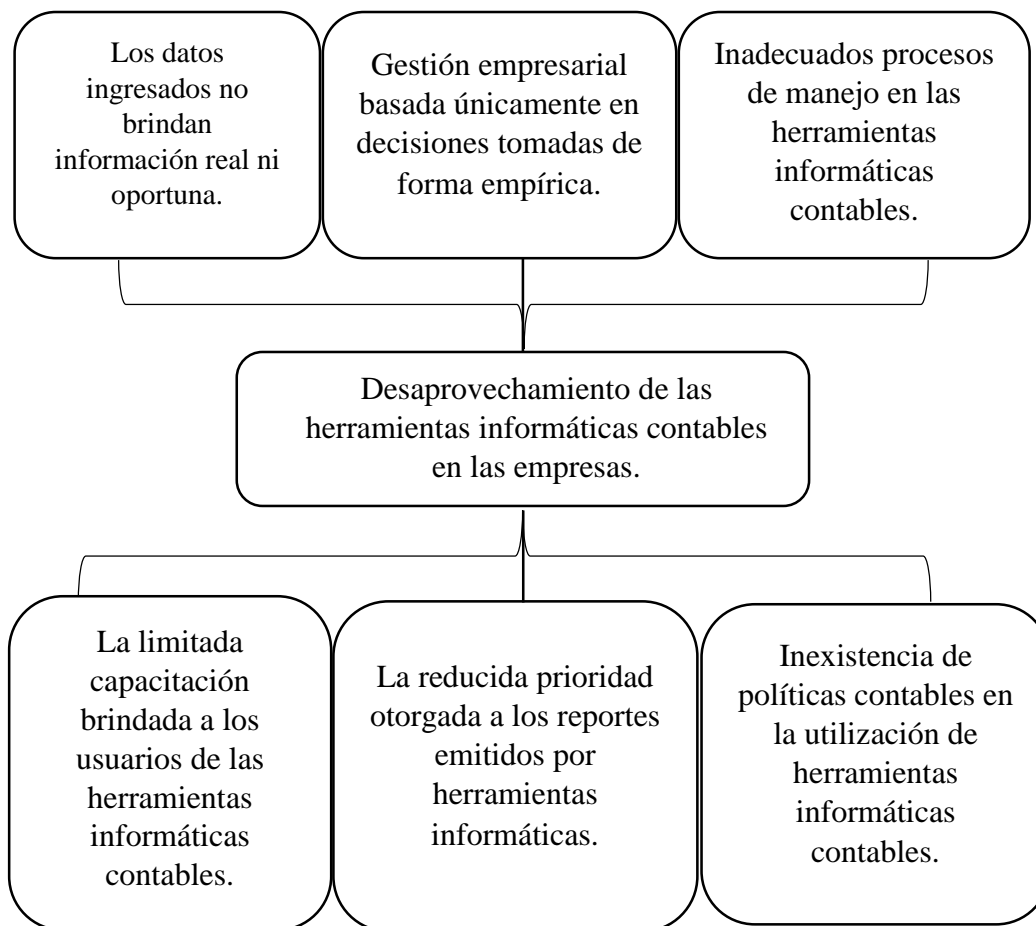 Los datos
ingresados no
brindan
información real ni
oportuna.
Gestión empresarial
basada únicamente en
decisiones tomadas de
forma empírica.
Inadecuados procesos
de manejo en las
herramientas
informáticas
contables.
Desaprovechamiento de las
herramientas informáticas contables
en las empresas.
La limitada
capacitación
brindada a los
usuarios de las
herramientas
informáticas
contables.
La reducida prioridad
otorgada a los reportes
emitidos por
herramientas
informáticas.
Inexistencia de
políticas contables en
la utilización de
herramientas
informáticas
contables.